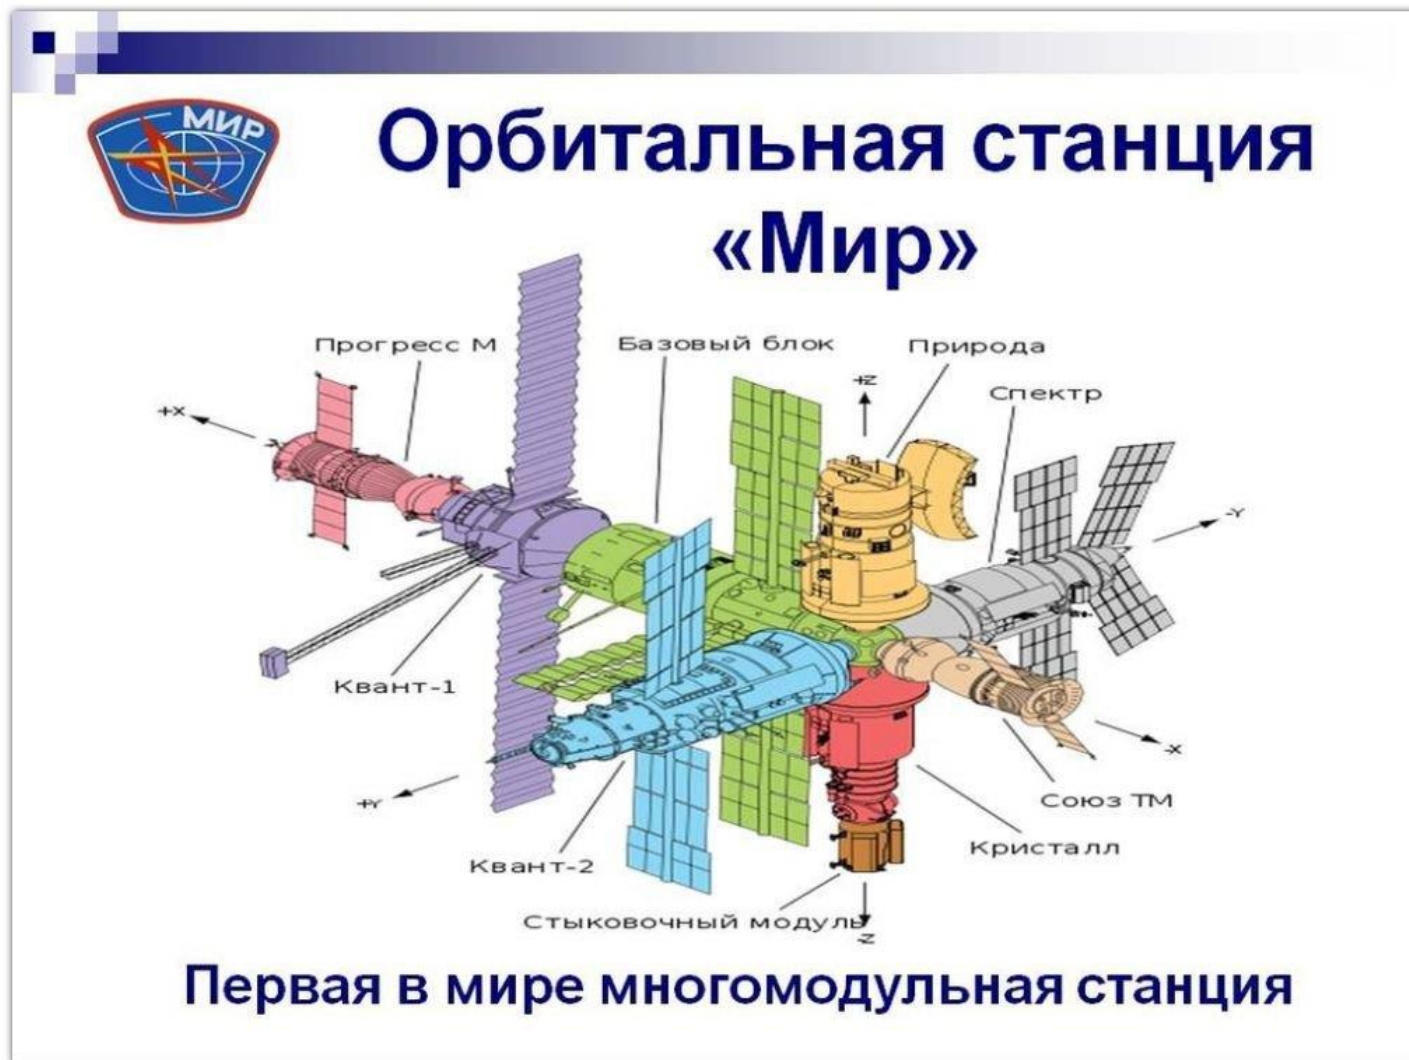 МИР
Орбитальная станция
«Мир»
Прогресс М
Базовый блок
Природа
+Z
Спектр
+X
-Y
Квант-1
-X
+Y
Союз ТМ
Кристалл
Квант-2
Стыковочный модуль
-Z
Первая в мире многомодульная станция